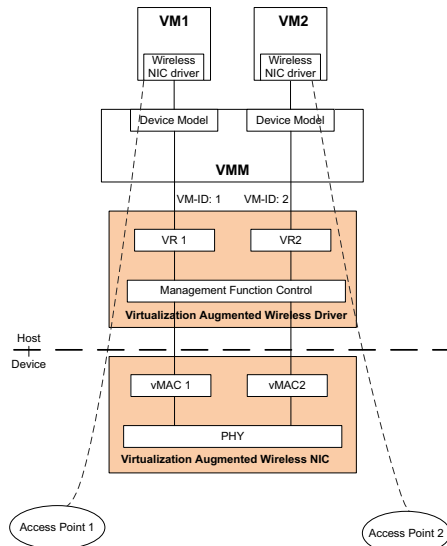 VM1
VM2
Wireless
NIC driver
Wireless
NIC driver
Device Model
Device Model
VMM
VM-ID: 1
VM-ID: 2
VR 1
VR2
Management Function Control
Virtualization Augmented Wireless Driver
Host
Device
vMAC 1
vMAC2
PHY
Virtualization Augmented Wireless NIC
Access Point 1
Access Point 2